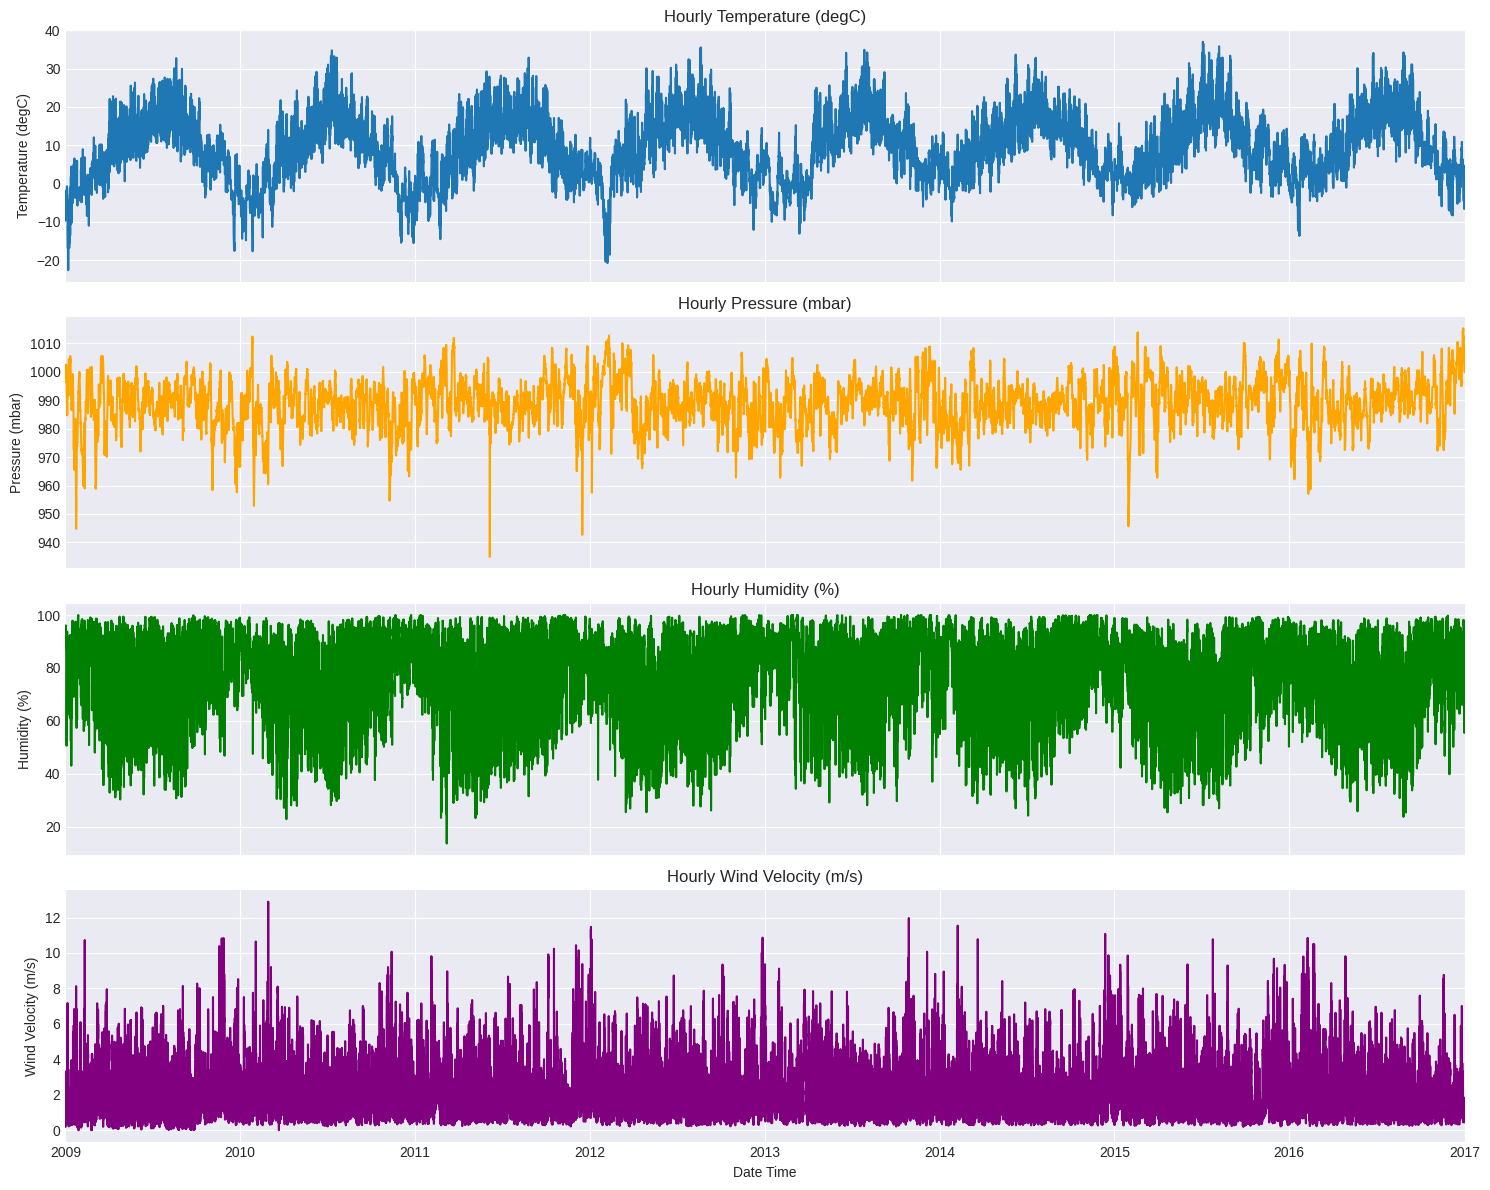 Hourly Temperature (degC)
Temperature (degC)
40
30
20
10
0
−10
−20
Hourly Pressure (mbar)
Pressure (mbar)
1010
1000
990
980
970
960
950
940
Hourly Humidity (%)
Humidity (%)
100
80
60
40
20
Hourly Wind Velocity (m/s)
Wind Velocity (m/s)
12
10
8
6
4
2
0
2009 2010 2011 2012 2013 2014 2015 2016 2017
Date Time